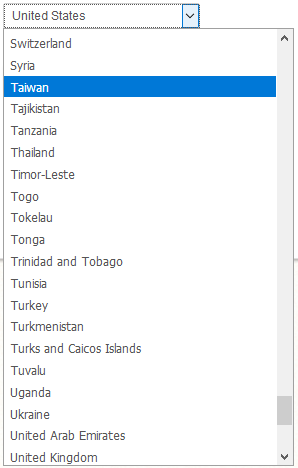 United States
Switzerland
Syria
Taiwan
Tajikistan
Tanzania
Thailand
Timor-Leste
Togo
Tokelau
Tonga
Trinidad and Tobago
Tunisia
Turkey
Turkmenistan
Turks and Caicos Islands
Tuvalu
Uganda
Ukraine
United Arab Emirates
United Kingdom